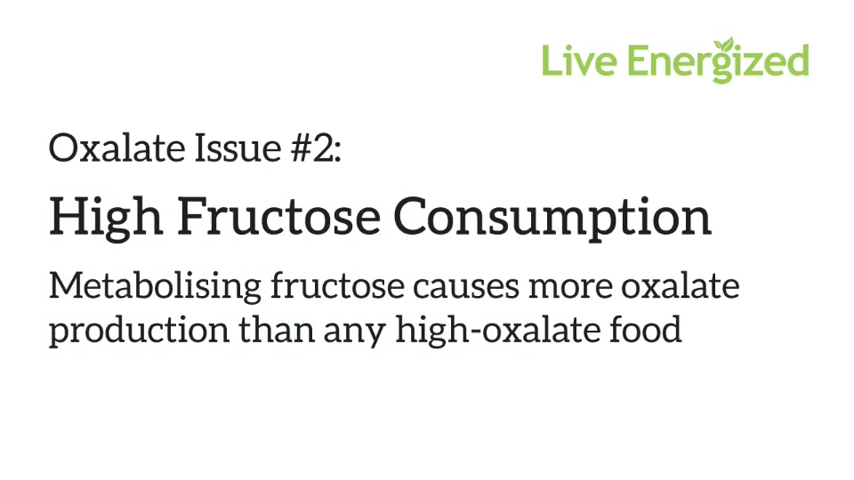 Live Energized
Oxalate Issue #2:
High Fructose Consumption
Metabolising fructose causes more oxalate
production than any high-oxalate food